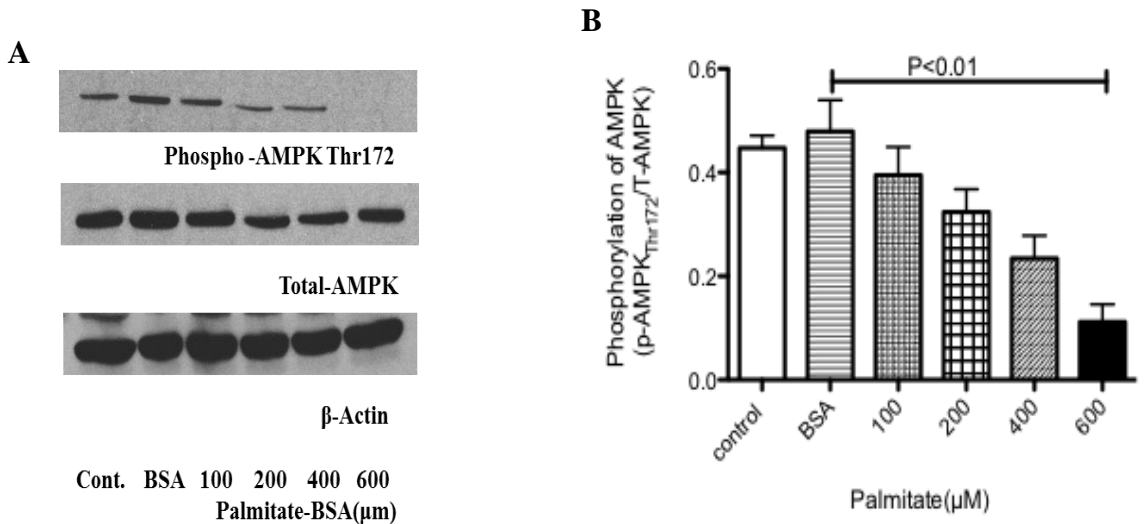 A
Phospho -AMPK Thr172
Total-AMPK
β-Actin
Cont. BSA 100 200 400 600
Palmitate-BSA(μm)
B
P<0.01
Phosphorylation of AMPK
(p-AMPKThr172/T-AMPK)
0.6
0.4
0.2
0.0
control BSA 100 200 400 600
Palmitate(μM)